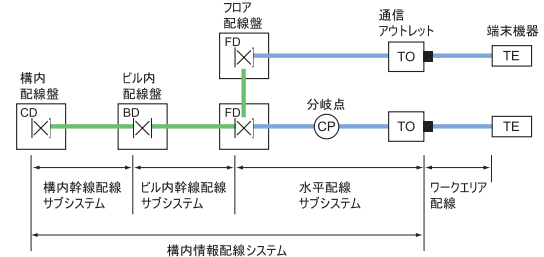 フロア
配線盤
通信
アウトレット
端末機器
FD
TO
TE
構内
配線盤
ビル内
配線盤
CD
BD
FD
分岐点
CP
TO
TE
構内幹線配線
サブシステム
ビル内幹線配線
サブシステム
水平配線
サブシステム
ワークエリア
配線
構内情報配線システム